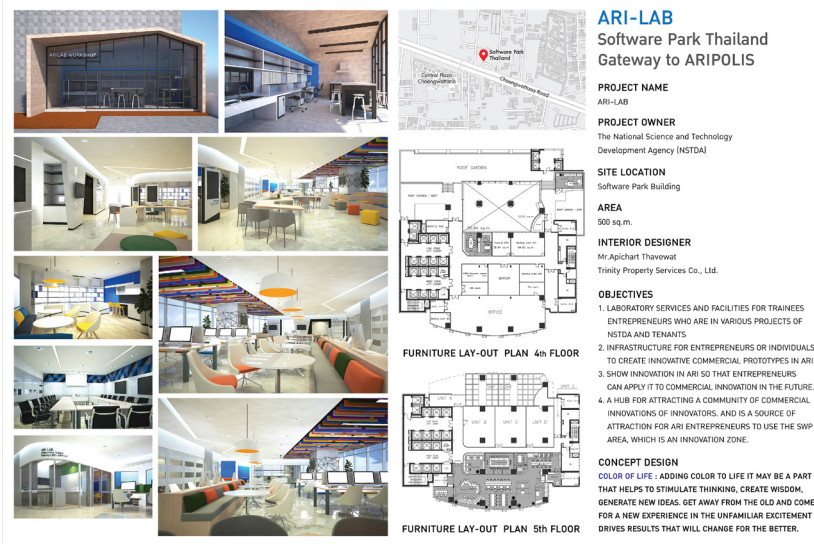 ARI-LAB
Software Park Thailand
Gateway to ARIPOLIS
PROJECT NAME
ARI-LAB
PROJECT OWNER
The National Science and Technology
Development Agency (NSTDA)
SITE LOCATION
Software Park Building
AREA
500 sq.m.
INTERIOR DESIGNER
Mr.Apichart Thavewat
Trinity Property Services Co., Ltd.
OBJECTIVES
1. LABORATORY SERVICES AND FACILITIES FOR TRAINEES
ENTREPRENEURS WHO ARE IN VARIOUS PROJECTS OF
NSTDA AND TENANTS
2. INFRASTRUCTURE FOR ENTREPRENEURS OR INDIVIDUALS
TO CREATE INNOVATIVE COMMERCIAL PROTOTYPES IN ARI.
3. SHOW INNOVATION IN ARI SO THAT ENTREPRENEURS
CAN APPLY IT TO COMMERCIAL INNOVATION IN THE FUTURE.
4. A HUB FOR ATTRACTING A COMMUNITY OF COMMERCIAL
INNOVATIONS OF INNOVATORS. AND IS A SOURCE OF
ATTRACTION FOR ARI ENTREPRENEURS TO USE THE SWP
AREA, WHICH IS AN INNOVATION ZONE.
CONCEPT DESIGN
COLOR OF LIFE : ADDING COLOR TO LIFE IT MAY BE A PART
THAT HELPS TO STIMULATE THINKING, CREATE WISDOM,
GENERATE NEW IDEAS. GET AWAY FROM THE OLD AND COME
FOR A NEW EXPERIENCE IN THE UNFAMILIAR EXCITEMENT
DRIVES RESULTS THAT WILL CHANGE FOR THE BETTER.
ARI-LAB WORKSHOP
Software Park
Thailand
Central Plaza
Chaengwattana
Chaengwattana Road
ROOF GARDEN
OFFICE
FURNITURE LAY-OUT PLAN 4th FLOOR
UNIT A
UNIT B
UNIT C
UNIT D
UNIT E
FURNITURE LAY-OUT PLAN 5th FLOOR
ARI-LAB